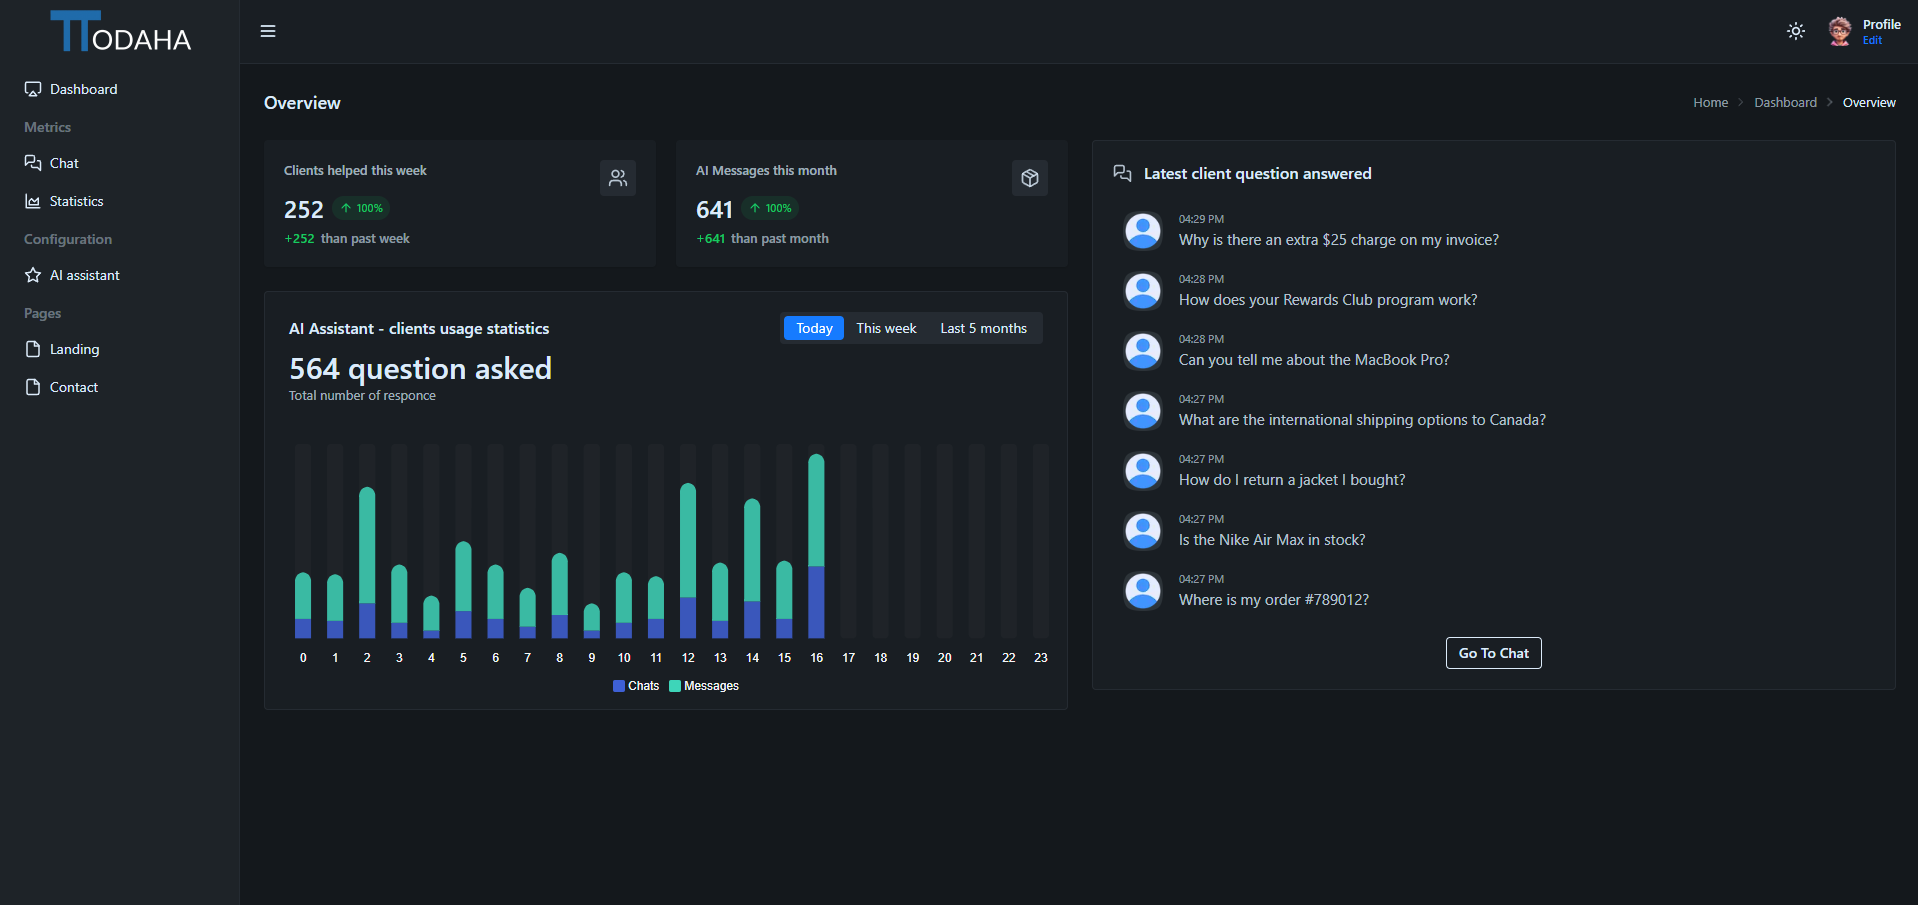 TODAHA
Profile
Edit
Dashboard
Metrics
Chat
Statistics
Configuration
AI assistant
Pages
Landing
Contact
Overview
Home
Dashboard
Overview
Clients helped this week
252
100%
+252 than past week
AI Messages this month
641
100%
+641 than past month
AI Assistant - clients usage statistics
Today
This week
Last 5 months
564 question asked
Total number of responce
0 1 2 3 4 5 6 7 8 9 10 11 12 13 14 15 16 17 18 19 20 21 22 23
Chats
Messages
Latest client question answered
04:29 PM
Why is there an extra $25 charge on my invoice?
04:28 PM
How does your Rewards Club program work?
04:28 PM
Can you tell me about the MacBook Pro?
04:27 PM
What are the international shipping options to Canada?
04:27 PM
How do I return a jacket I bought?
04:27 PM
Is the Nike Air Max in stock?
04:27 PM
Where is my order #789012?
Go To Chat